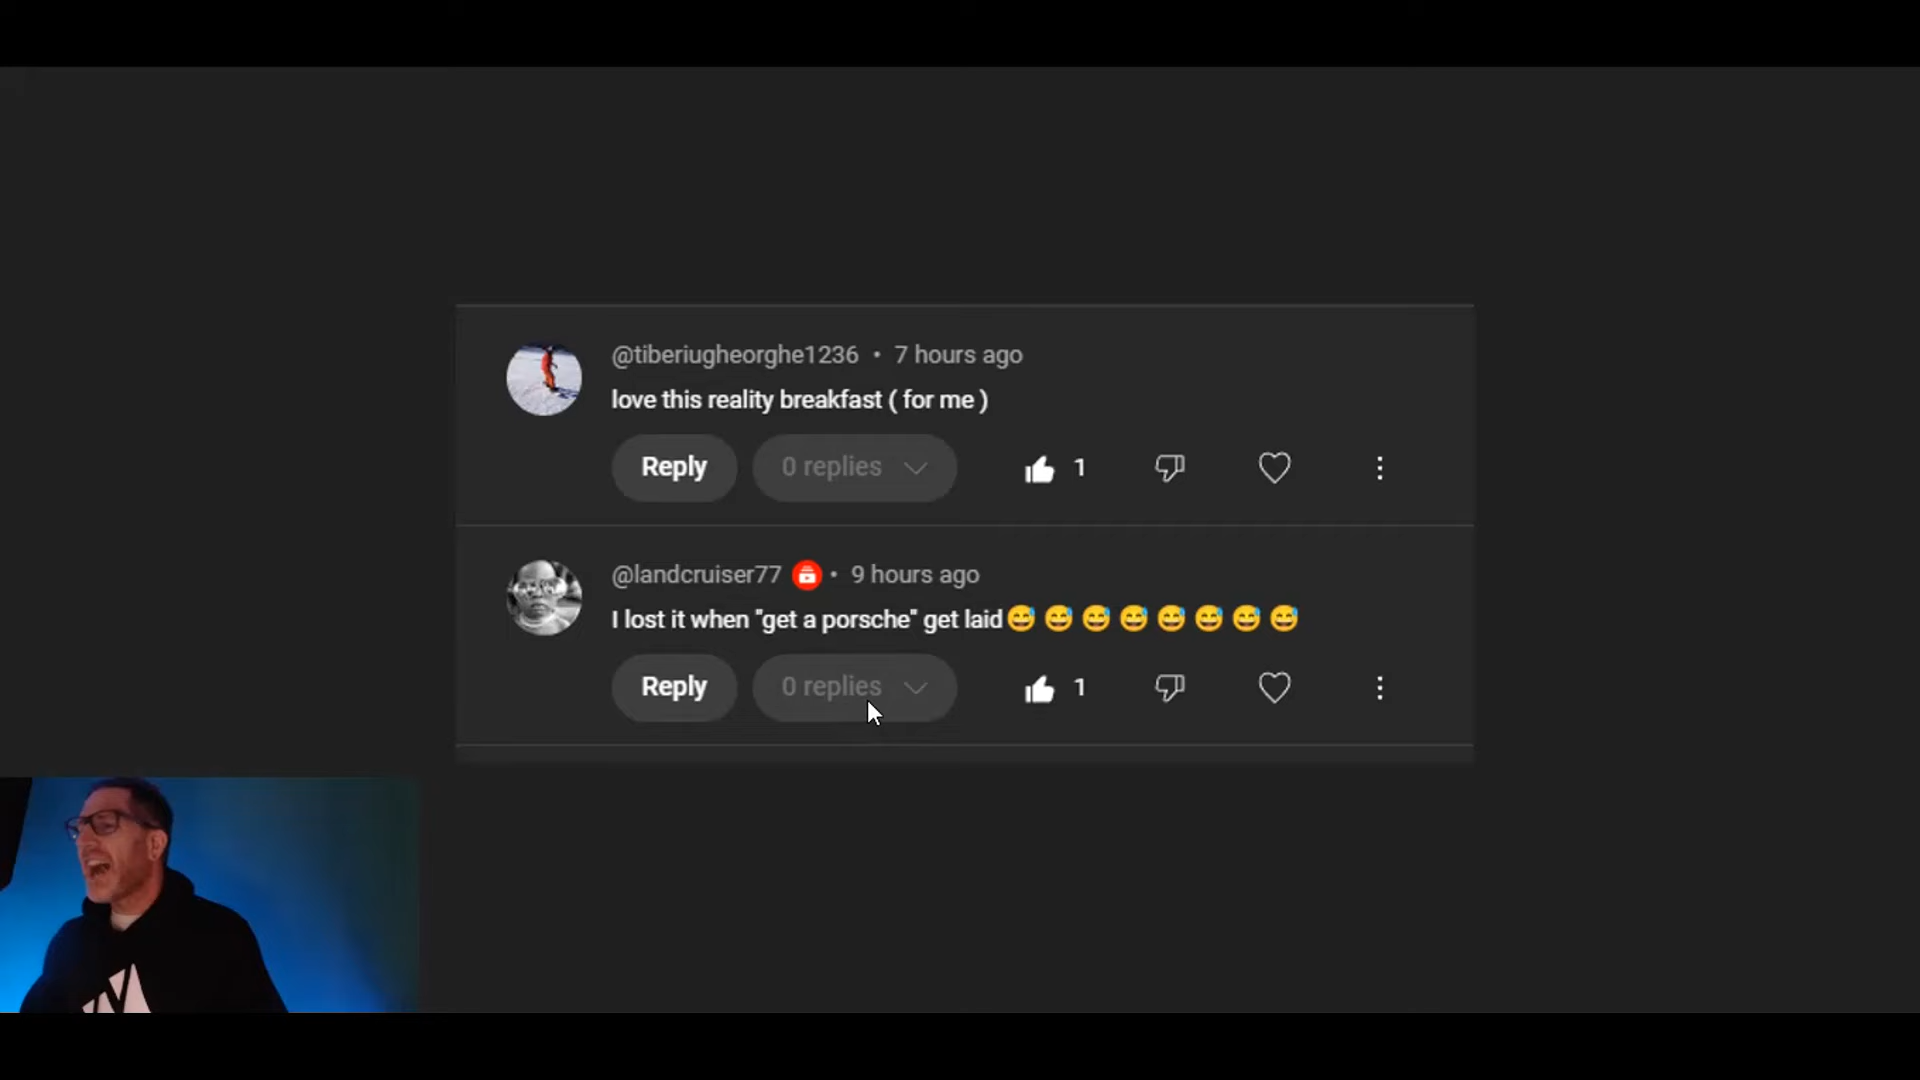 @tiberiugheorghe1236 • 7 hours ago
love this reality breakfast ( for me )
Reply 0 replies 1
@landcruiser77 • 9 hours ago
I lost it when "get a porsche" get laid😅😅😅😅😅😅😅😅
Reply 0 replies 1